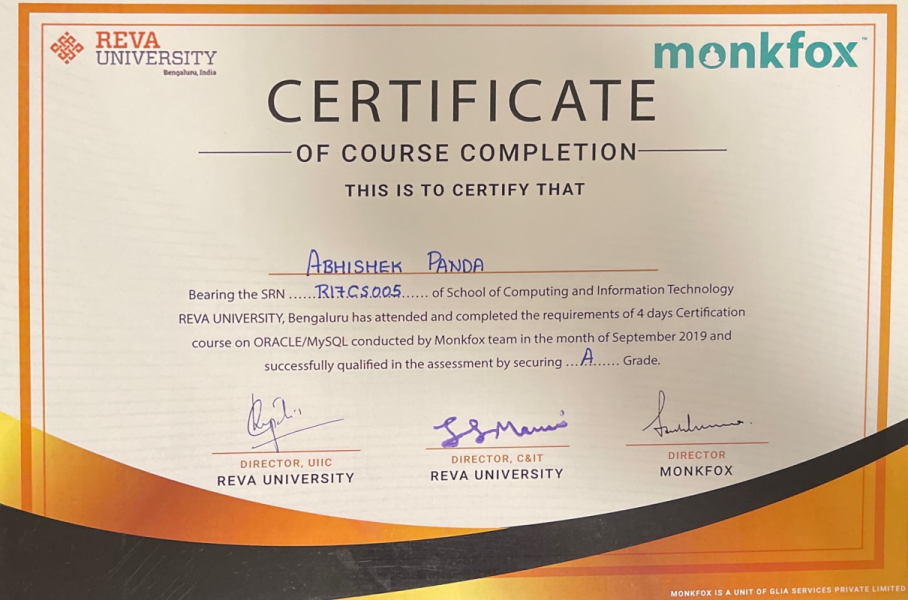 REVA
UNIVERSITY
Bengaluru, India
monkfox™
CERTIFICATE
OF COURSE COMPLETION
THIS IS TO CERTIFY THAT
ABHISHEK PANDA
Bearing the SRN ......R17CS005...... of School of Computing and Information Technology
REVA UNIVERSITY, Bengaluru has attended and completed the requirements of 4 days Certification
course on ORACLE/MySQL conducted by Monkfox team in the month of September 2019 and
successfully qualified in the assessment by securing ...A...... Grade.
DIRECTOR, UIIC
REVA UNIVERSITY
DIRECTOR, C&IT
REVA UNIVERSITY
DIRECTOR
MONKFOX
MONKFOX IS A UNIT OF GLIA SERVICES PRIVATE LIMITED